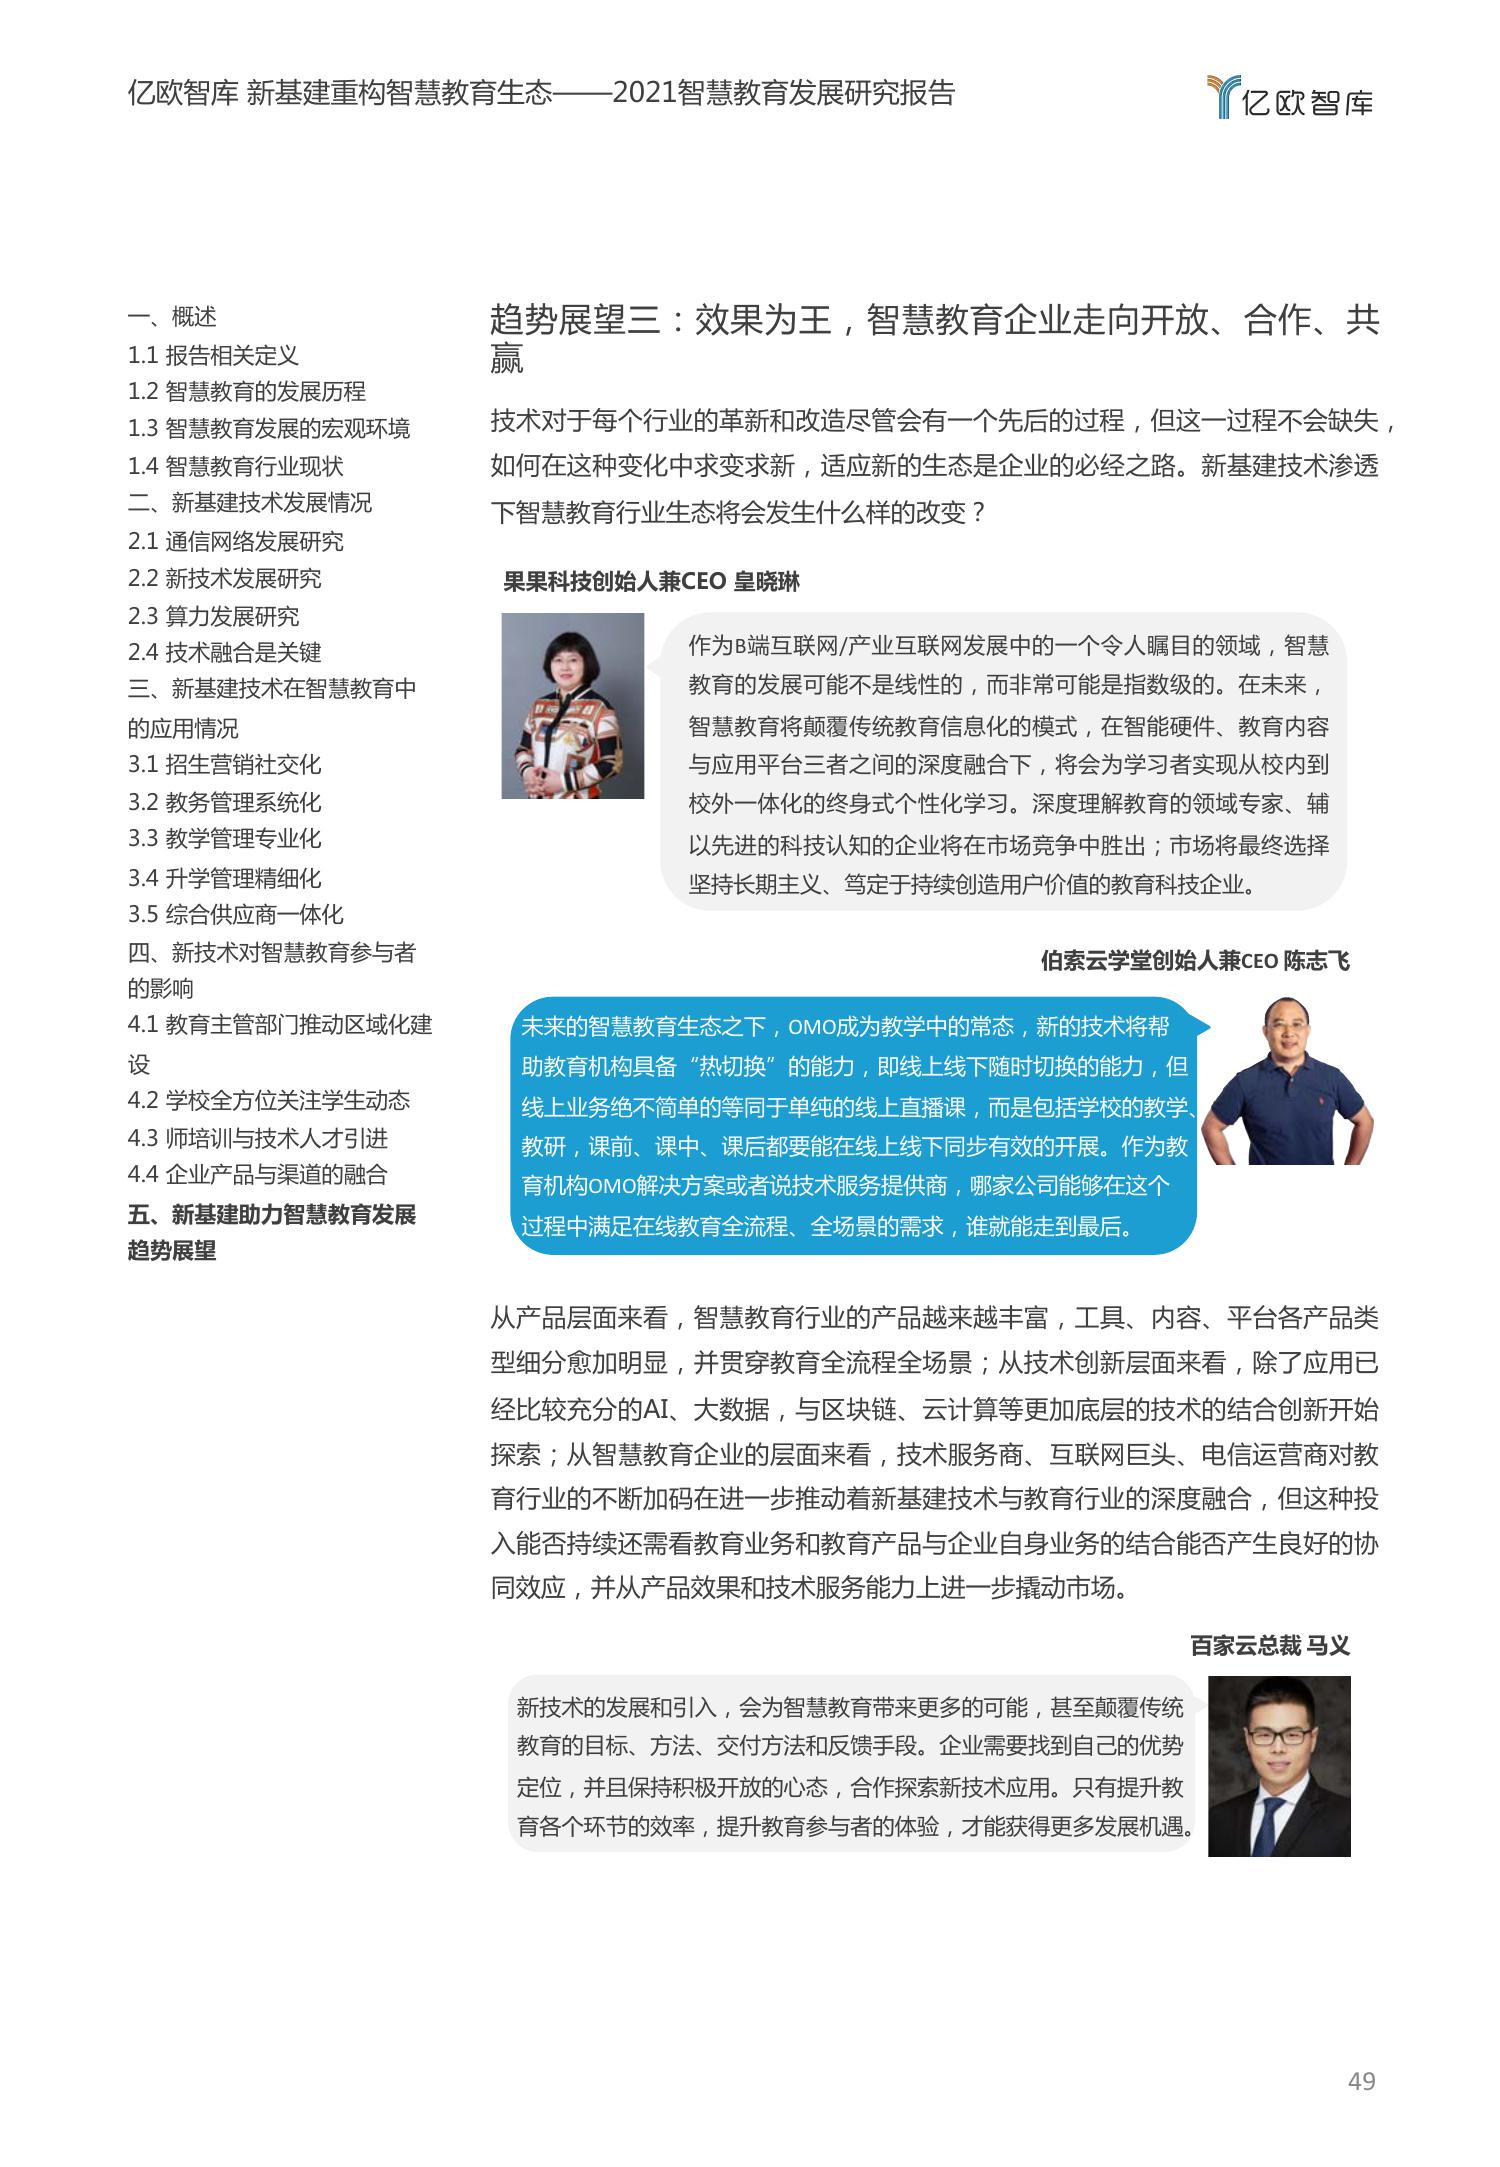 亿欧智库 新基建重构智慧教育生态——2021智慧教育发展研究报告
亿欧智库
一、概述
1.1 报告相关定义
1.2 智慧教育的发展历程
1.3 智慧教育发展的宏观环境
1.4 智慧教育行业现状
二、新基建技术发展情况
2.1 通信网络发展研究
2.2 新技术发展研究
2.3 算力发展研究
2.4 技术融合是关键
三、新基建技术在智慧教育中
的应用情况
3.1 招生营销社交化
3.2 教务管理系统化
3.3 教学管理专业化
3.4 升学管理精细化
3.5 综合供应商一体化
四、新技术对智慧教育参与者
的影响
4.1 教育主管部门推动区域化建
设
4.2 学校全方位关注学生动态
4.3 师培训与技术人才引进
4.4 企业产品与渠道的融合
五、新基建助力智慧教育发展
趋势展望
趋势展望三：效果为王，智慧教育企业走向开放、合作、共
赢
技术对于每个行业的革新和改造尽管会有一个先后的过程，但这一过程不会缺失，
如何在这种变化中求变求新，适应新的生态是企业的必经之路。新基建技术渗透
下智慧教育行业生态将会发生什么样的改变？
果果科技创始人兼CEO 皇晓琳
作为B端互联网/产业互联网发展中的一个令人瞩目的领域，智慧
教育的发展可能不是线性的，而非常可能是指数级的。在未来，
智慧教育将颠覆传统教育信息化的模式，在智能硬件、教育内容
与应用平台三者之间的深度融合下，将会为学习者实现从校内到
校外一体化的终身式个性化学习。深度理解教育的领域专家、辅
以先进的科技认知的企业将在市场竞争中胜出；市场将最终选择
坚持长期主义、笃定于持续创造用户价值的教育科技企业。
伯索云学堂创始人兼CEO 陈志飞
未来的智慧教育生态之下，OMO成为教学中的常态，新的技术将帮
助教育机构具备“热切换”的能力，即线上线下随时切换的能力，但
线上业务绝不简单的等同于单纯的线上直播课，而是包括学校的教学、
教研，课前、课中、课后都要能在线上线下同步有效的开展。作为教
育机构OMO解决方案或者说技术服务提供商，哪家公司能够在这个
过程中满足在线教育全流程、全场景的需求，谁就能走到最后。
从产品层面来看，智慧教育行业的产品越来越丰富，工具、内容、平台各产品类
型细分愈加明显，并贯穿教育全流程全场景；从技术创新层面来看，除了应用已
经比较充分的AI、大数据，与区块链、云计算等更加底层的技术的结合创新开始
探索；从智慧教育企业的层面来看，技术服务商、互联网巨头、电信运营商对教
育行业的不断加码在进一步推动着新基建技术与教育行业的深度融合，但这种投
入能否持续还需看教育业务和教育产品与企业自身业务的结合能否产生良好的协
同效应，并从产品效果和技术服务能力上进一步撬动市场。
百家云总裁 马义
新技术的发展和引入，会为智慧教育带来更多的可能，甚至颠覆传统
教育的目标、方法、交付方法和反馈手段。企业需要找到自己的优势
定位，并且保持积极开放的心态，合作探索新技术应用。只有提升教
育各个环节的效率，提升教育参与者的体验，才能获得更多发展机遇。
49